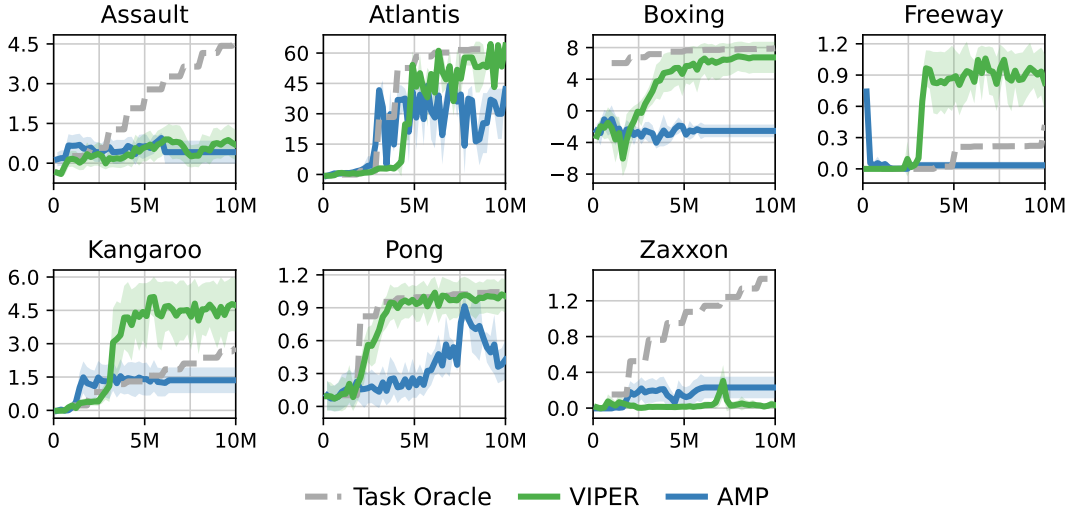 Assault
Atlantis
Boxing
Freeway
4.5
3.0
1.5
0.0
0
5M
10M
60
45
30
15
0
0
5M
10M
8
4
0
−4
−8
0
5M
10M
1.2
0.9
0.6
0.3
0.0
0
5M
10M
Kangaroo
Pong
Zaxxon
6.0
4.5
3.0
1.5
0.0
0
5M
10M
1.2
0.9
0.6
0.3
0.0
0
5M
10M
1.2
0.8
0.4
0.0
0
5M
10M
Task Oracle
VIPER
AMP